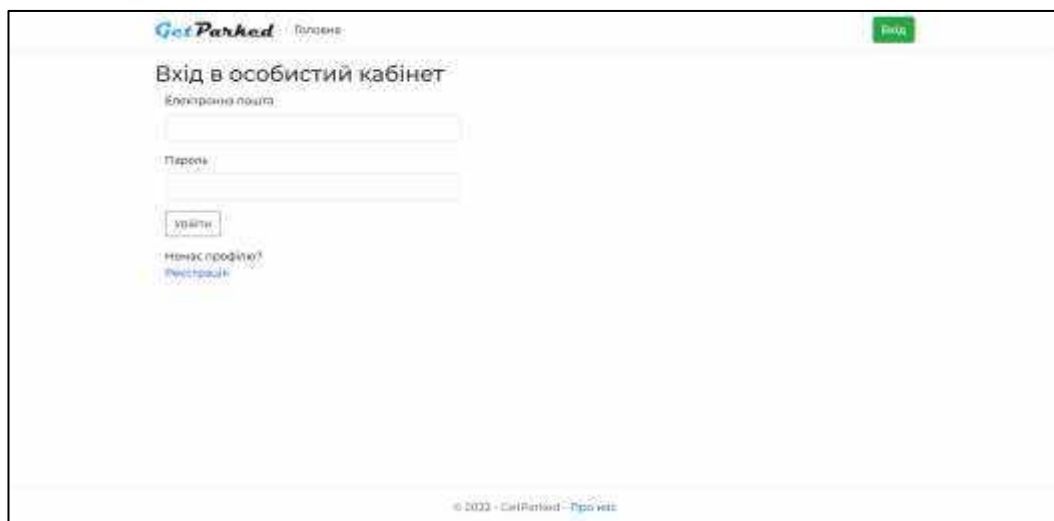 GetParked Головна Вхід
Вхід в особистий кабінет
Електронна пошта
Пароль
Увійти
Немає профілю?
Реєстрація
© 2022 - GetParked - Про нас